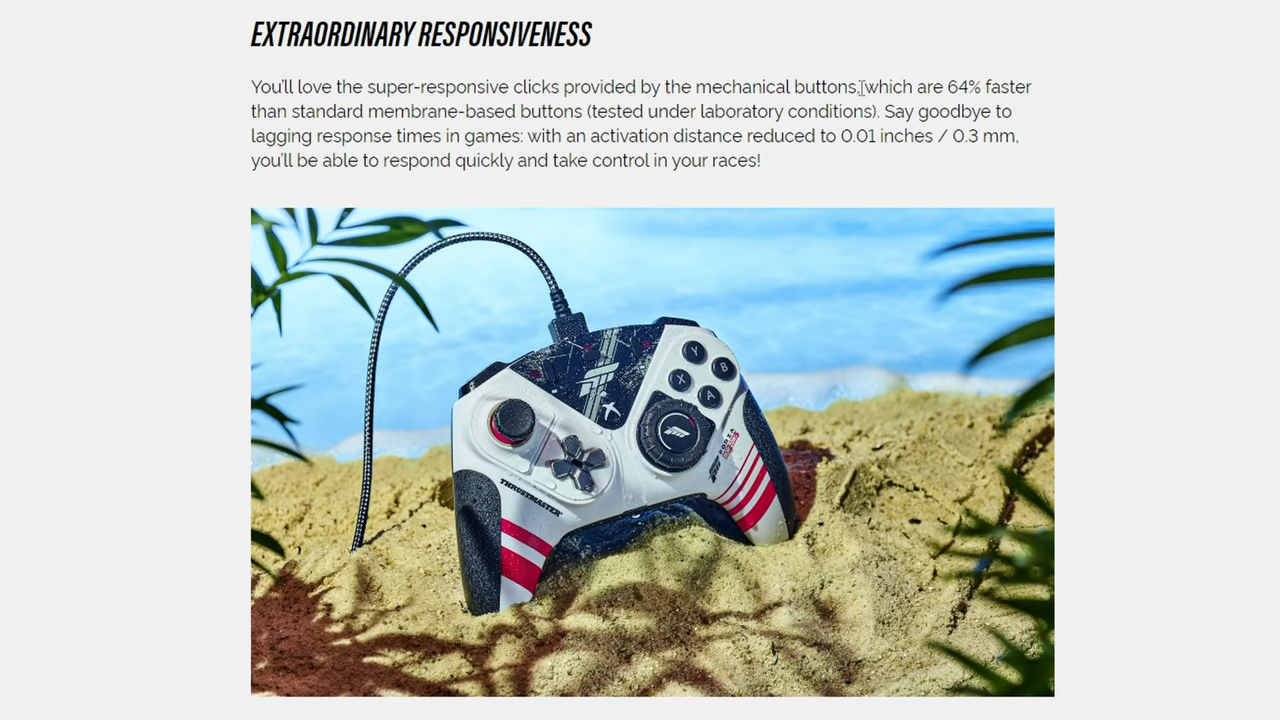 EXTRAORDINARY RESPONSIVENESS
You'll love the super-responsive clicks provided by the mechanical buttons, which are 64% faster
than standard membrane-based buttons (tested under laboratory conditions). Say goodbye to
lagging response times in games: with an activation distance reduced to 0.01 inches / 0.3 mm,
you'll be able to respond quickly and take control in your races!
Y
B
X
A
FORZA
THRUSTMASTER